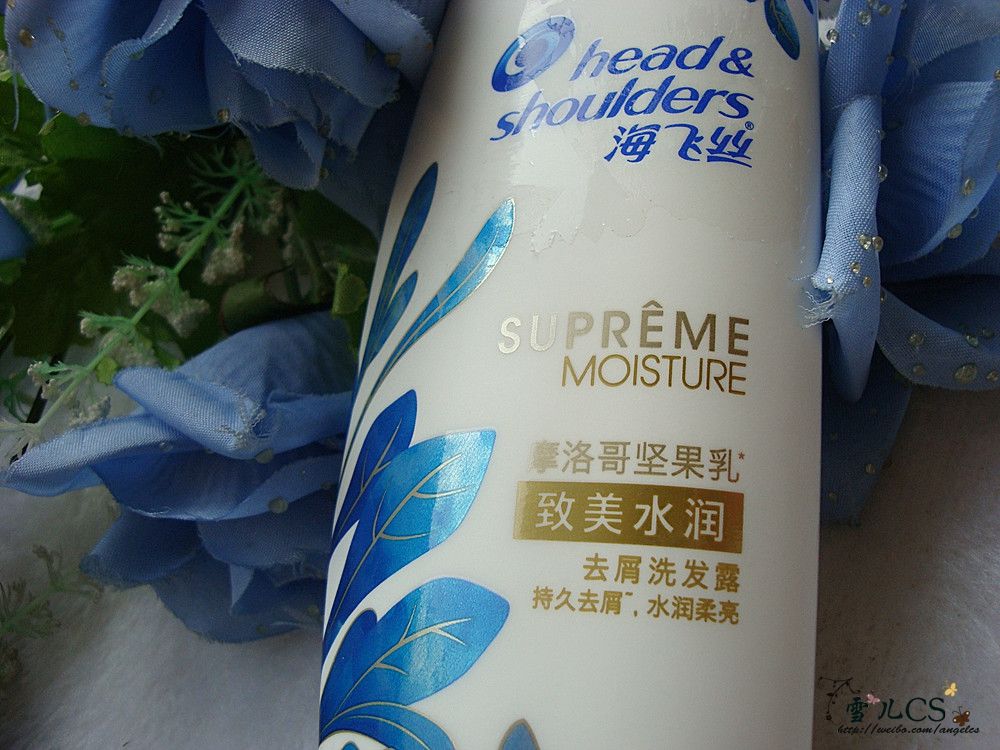 head &
shoulders
海飞丝®
SUPRÊME
MOISTURE
摩洛哥坚果乳*
致美水润
去屑洗发露
持久去屑~,水润柔亮
雪儿CS
http://weibo.com/angelcs